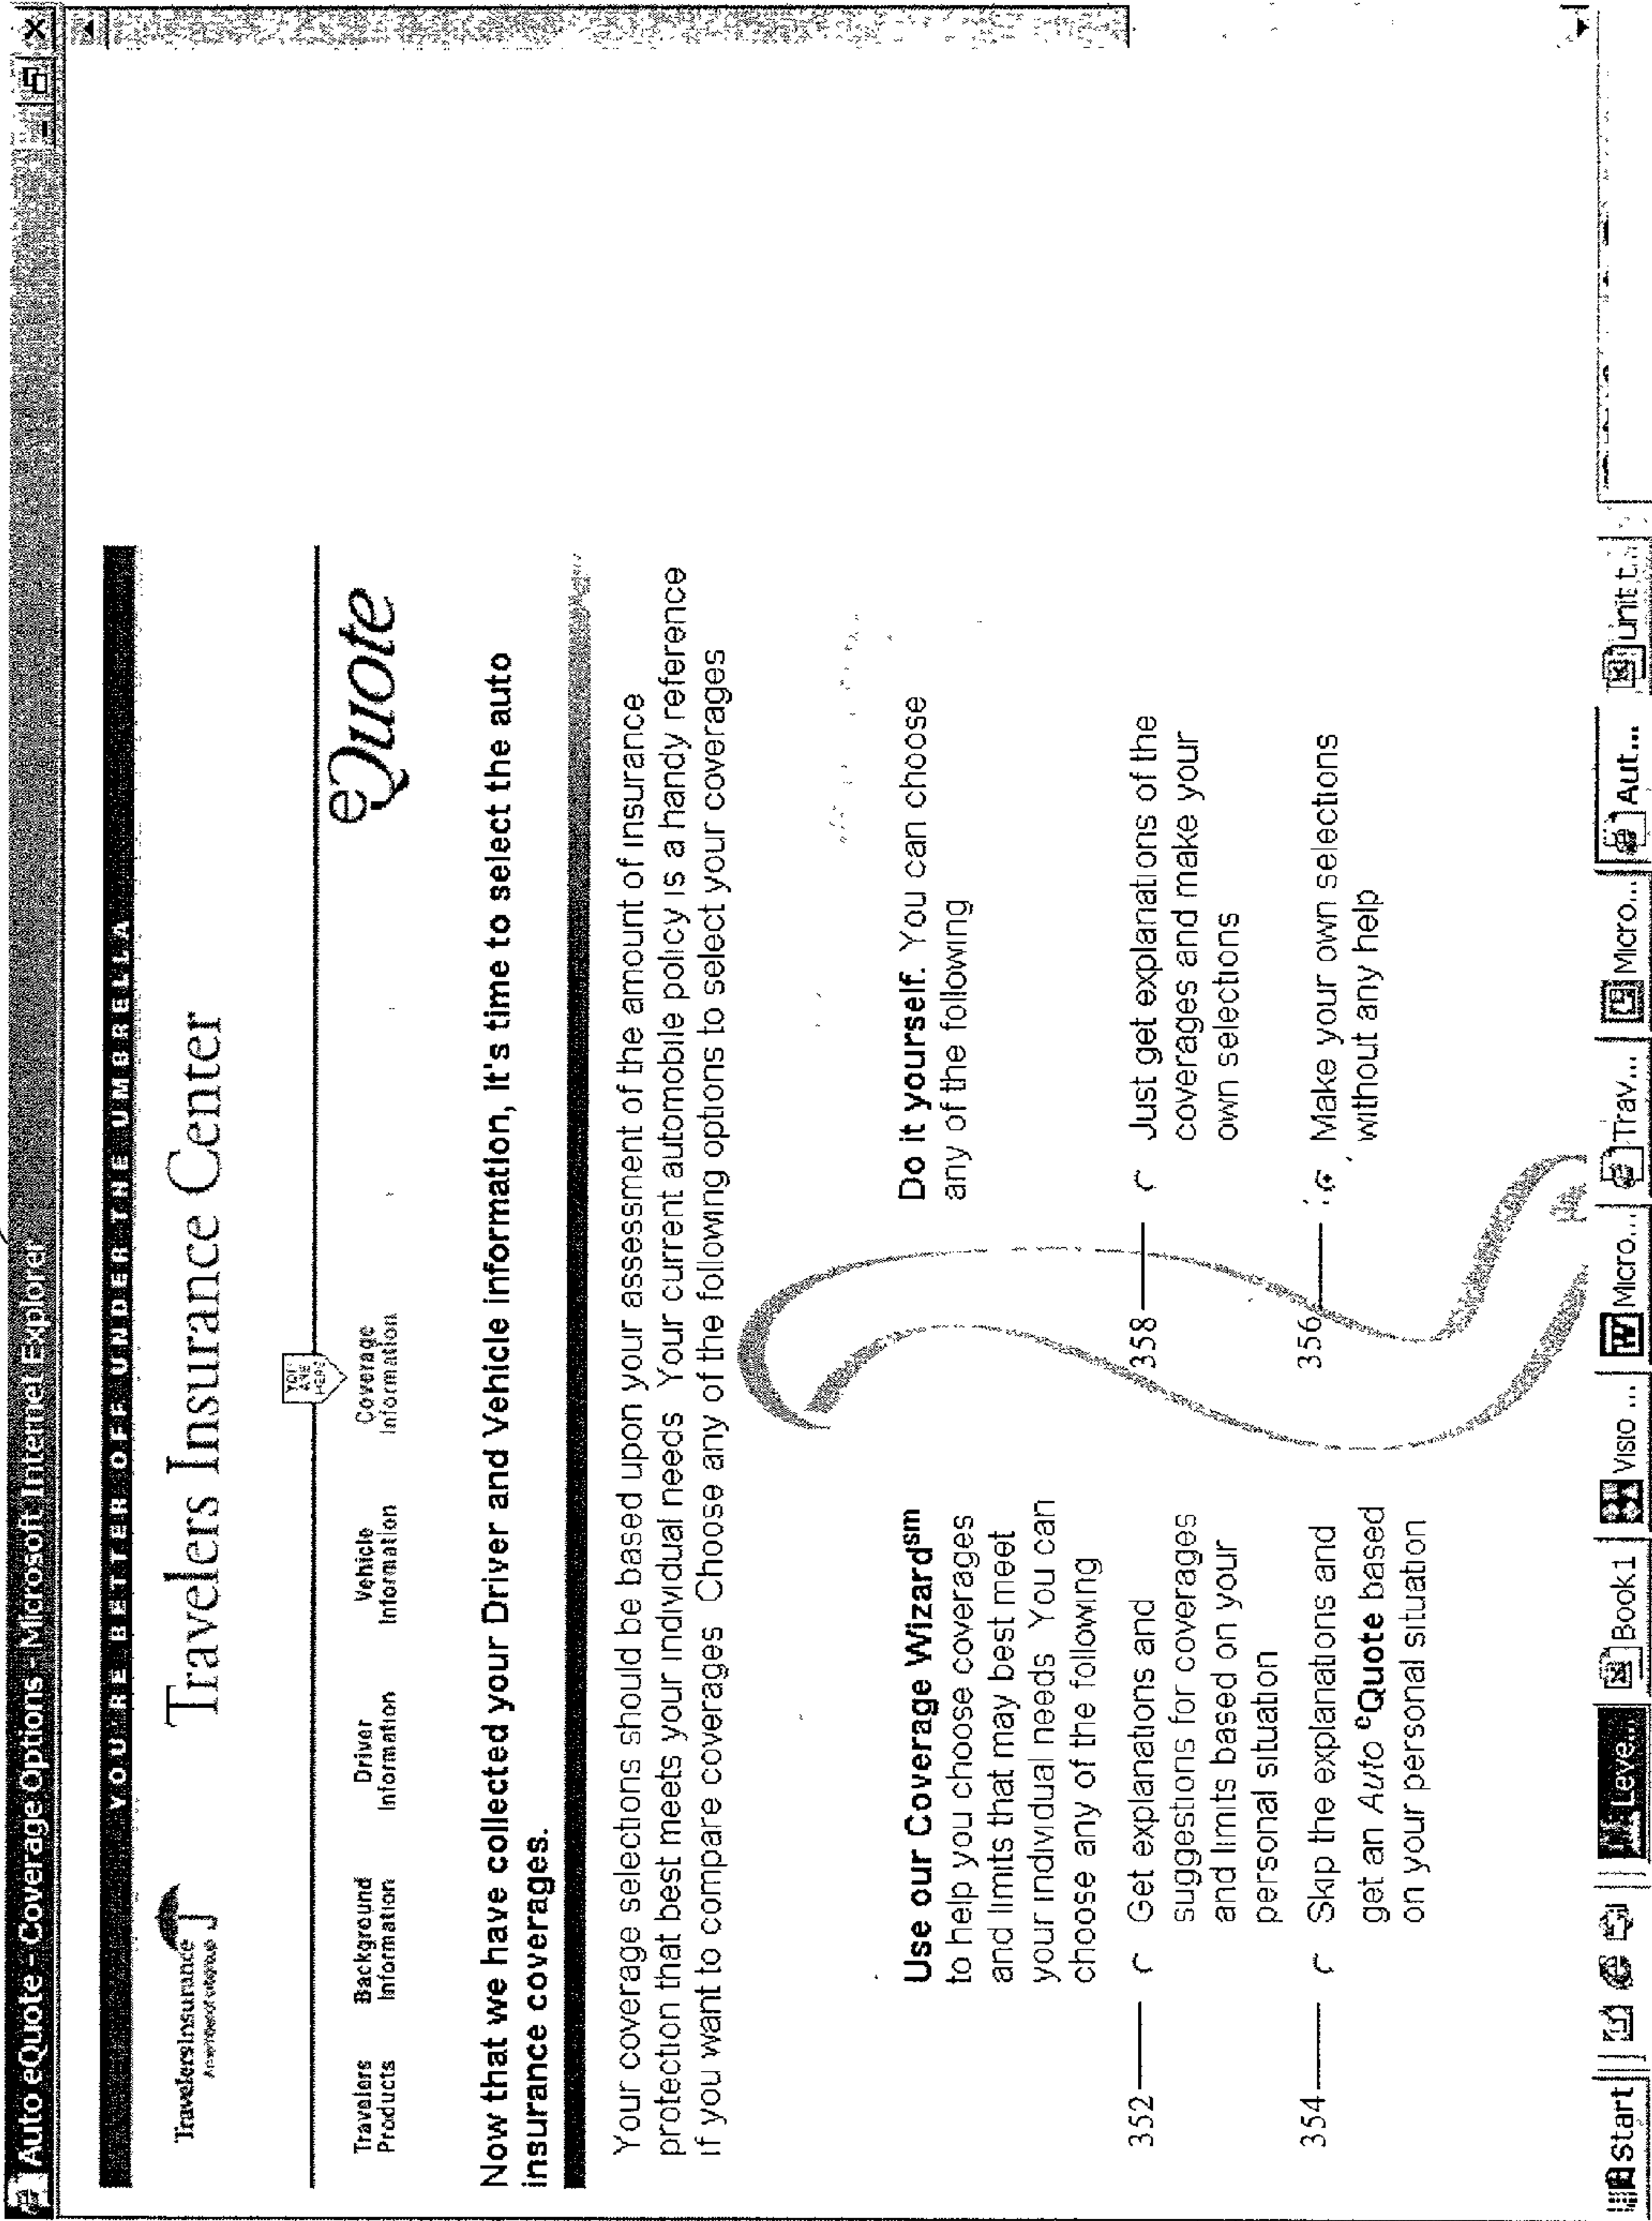 Auto eQuote - Coverage Options - Microsoft Internet Explorer
YOU'RE BETTER OFF UNDER THE UMBRELLA
TravelersInsurance
Travelers Insurance Center
YOU
ARE
HERE
Travelers
Products
Background
Information
Driver
Information
Vehicle
Information
Coverage
Information
eQuote
Now that we have collected your Driver and Vehicle information, it's time to select the auto
insurance coverages.
Your coverage selections should be based upon your assessment of the amount of insurance
protection that best meets your individual needs Your current automobile policy is a handy reference
if you want to compare coverages Choose any of the following options to select your coverages
Use our Coverage Wizardsm
to help you choose coverages
and limits that may best meet
your individual needs You can
choose any of the following
352 Get explanations and
suggestions for coverages
and limits based on your
personal situation
354 Skip the explanations and
get an Auto eQuote based
on your personal situation
Do it yourself. You can choose
any of the following
358 Just get explanations of the
coverages and make your
own selections
356 Make your own selections
without any help
Start Leve... Book1 Visio ... Micro... Trav... Micro... Aut... unit t...